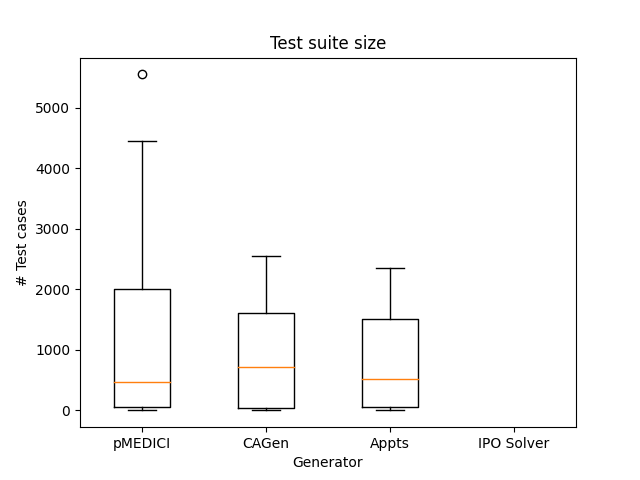 Test suite size
# Test cases
5000
4000
3000
2000
1000
0
pMEDICI
CAGen
Appts
IPO Solver
Generator